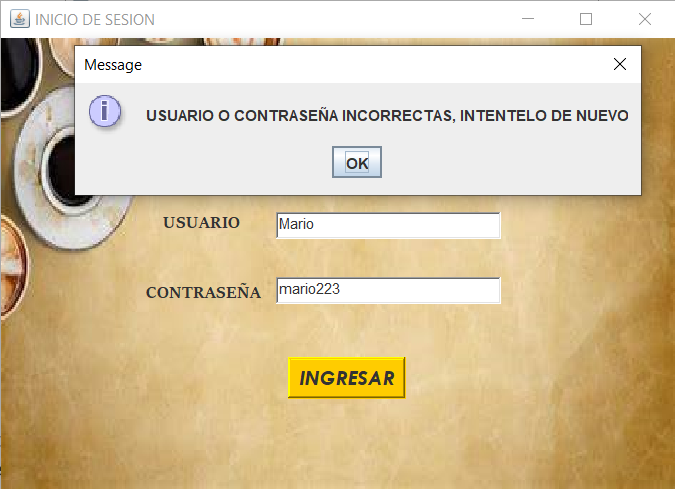 INICIO DE SESION
Message
USUARIO O CONTRASEÑA INCORRECTAS, INTENTELO DE NUEVO
OK
USUARIO
Mario
CONTRASEÑA
mario223
INGRESAR